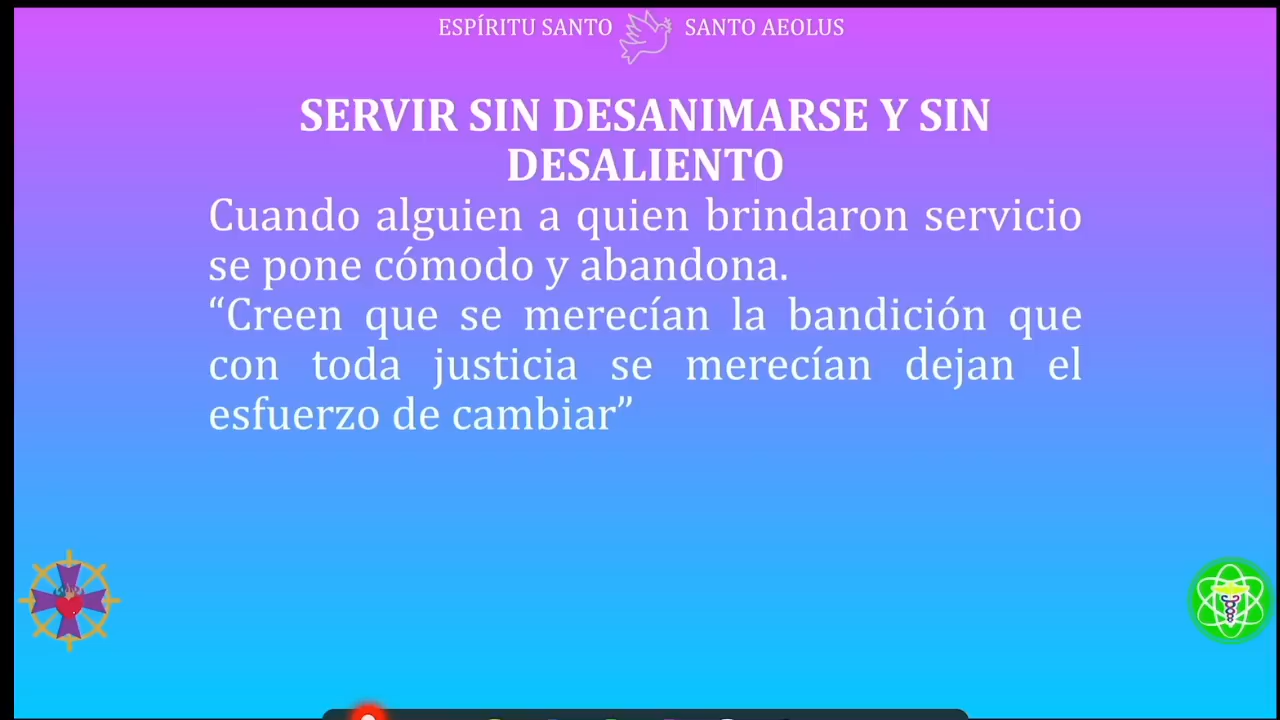 ESPÍRITU SANTO SANTO AEOLUS
SERVIR SIN DESANIMARSE Y SIN
DESALIENTO
Cuando alguien a quien brindaron servicio
se pone cómodo y abandona.
“Creen que se merecían la bandición que
con toda justicia se merecían dejan el
esfuerzo de cambiar”